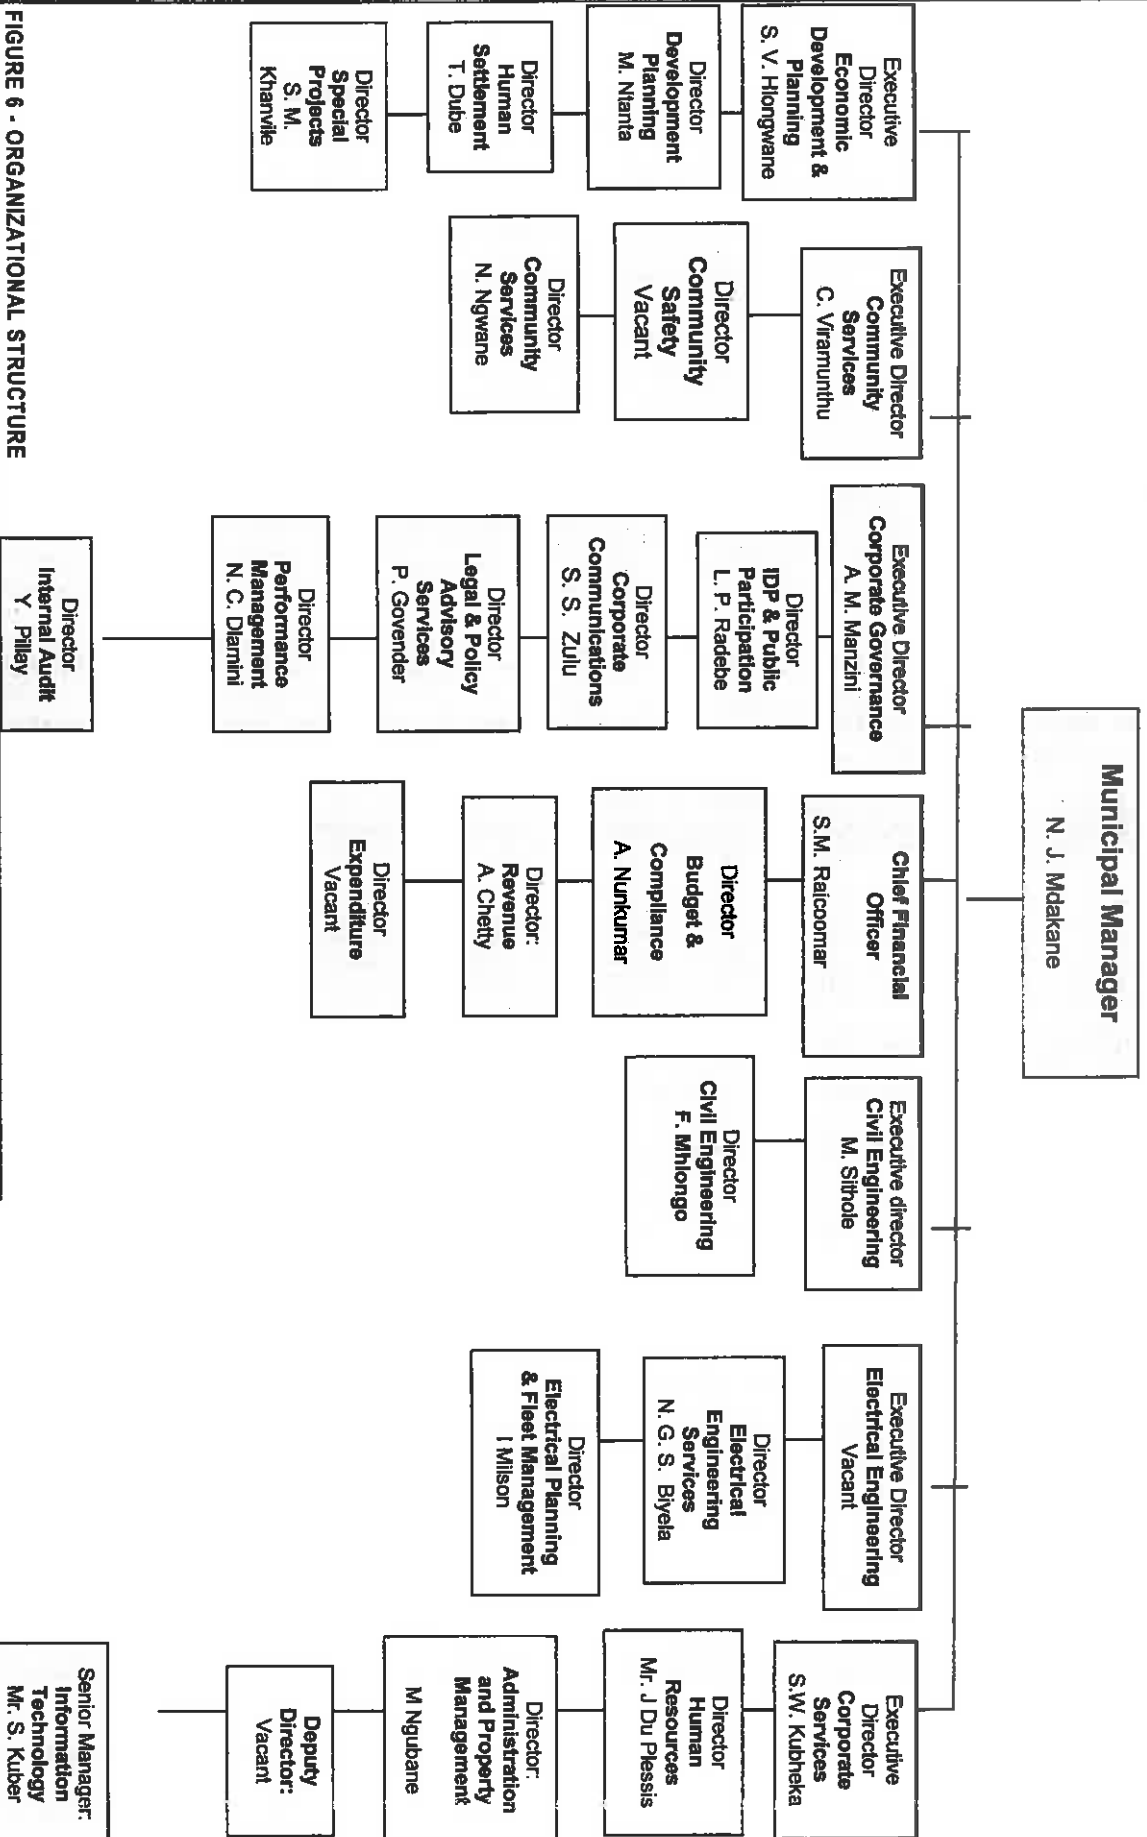 Municipal Manager
N. J. Mdakane
Executive
Director
Economic
Development &
Planning
S. V. Hlongwane
Director
Development
Planning
M. Ntanta
Director
Human
Settlement
T. Dube
Director
Special
Projects
S. M.
Khanvile
Executive Director
Community
Services
C. Viramunthu
Director
Community
Safety
Vacant
Director
Community
Services
N. Ngwane
Executive Director
Corporate Governance
A. M. Manzini
Director
IDP & Public
Participation
L. P. Radebe
Director
Corporate
Communications
S. S. Zulu
Director
Legal & Policy
Advisory
Services
P. Govender
Director
Performance
Management
N. C. Dlamini
Director
Internal Audit
Y. Pillay
Chief Financial
Officer
S.M. Raicoomar
Director
Budget &
Compliance
A. Nunkumar
Director:
Revenue
A. Chetty
Director
Expenditure
Vacant
Executive director
Civil Engineering
M. Sithole
Director
Civil Engineering
F. Mhlongo
Executive Director
Electrical Engineering
Vacant
Director
Electrical
Engineering
Services
N. G. S. Biyela
Director
Electrical Planning
& Fleet Management
I Milson
Executive
Director
Corporate
Services
S.W. Kubheka
Director
Human
Resources
Mr. J Du Plessis
Director:
Administration
and Property
Management
M Ngubane
Deputy
Director:
Vacant
Senior Manager:
Information
Technology
Mr. S. Kuber
FIGURE 6 - ORGANIZATIONAL STRUCTURE